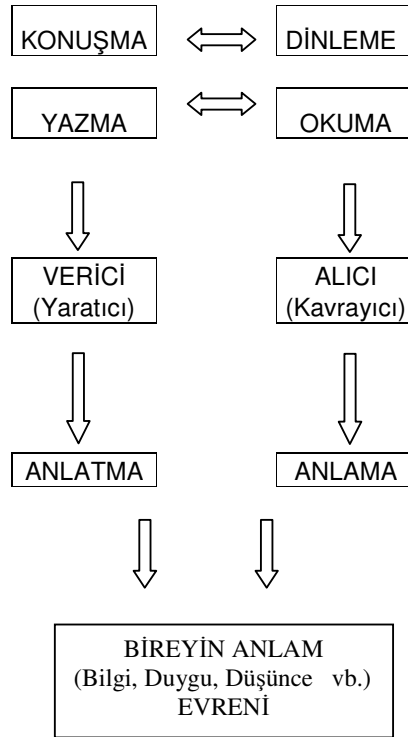 KONUŞMA
DİNLEME
YAZMA
OKUMA
VERİCİ
(Yaratıcı)
ALICI
(Kavrayıcı)
ANLATMA
ANLAMA
BİREYİN ANLAM
(Bilgi, Duygu, Düşünce vb.)
EVRENİ